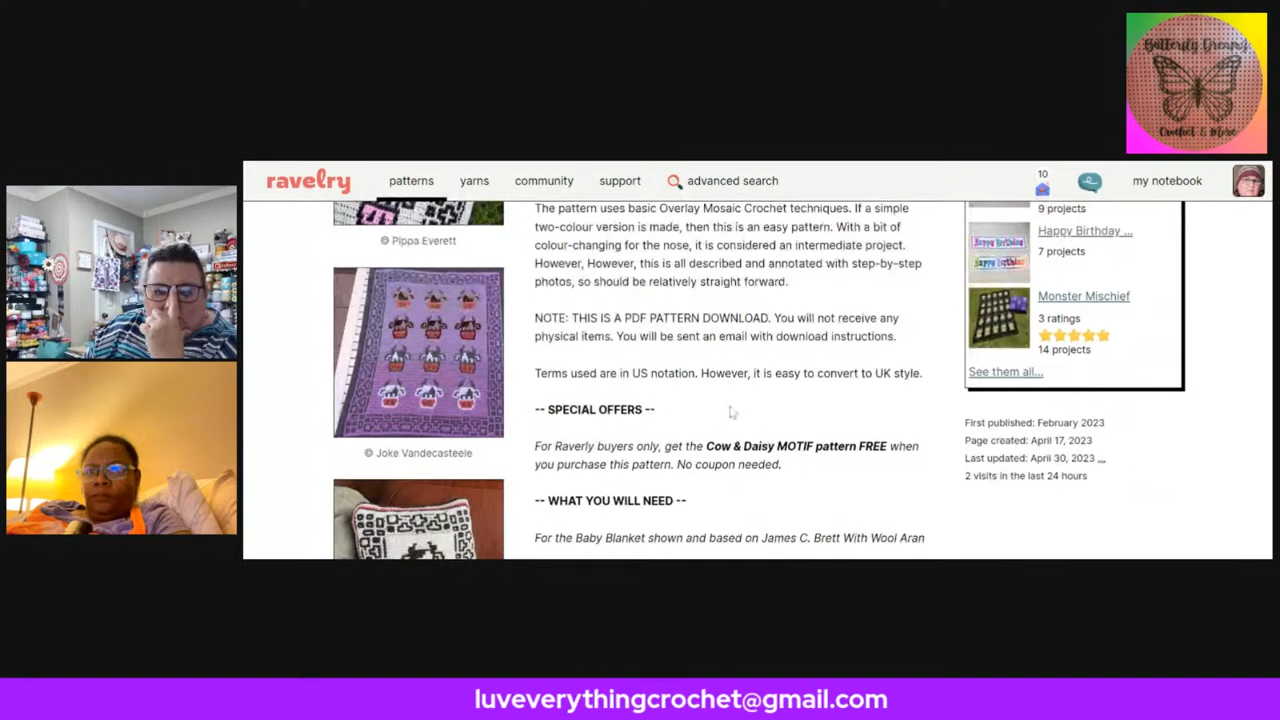 Butterfly Dreams
Crochet & More
ravelry
patterns
yarns
community
support
advanced search
10
my notebook
© Pippa Everett
© Joke Vandecasteele
The pattern uses basic Overlay Mosaic Crochet techniques. If a simple
two-colour version is made, then this is an easy pattern. With a bit of
colour-changing for the nose, it is considered an intermediate project.
However, However, this is all described and annotated with step-by-step
photos, so should be relatively straight forward.
NOTE: THIS IS A PDF PATTERN DOWNLOAD. You will not receive any
physical items. You will be sent an email with download instructions.
Terms used are in US notation. However, it is easy to convert to UK style.
-- SPECIAL OFFERS --
For Raverly buyers only, get the Cow & Daisy MOTIF pattern FREE when
you purchase this pattern. No coupon needed.
-- WHAT YOU WILL NEED --
For the Baby Blanket shown and based on James C. Brett With Wool Aran
9 projects
Happy Birthday ...
7 projects
Monster Mischief
3 ratings
14 projects
See them all...
First published: February 2023
Page created: April 17, 2023
Last updated: April 30, 2023 ...
2 visits in the last 24 hours
luveverythingcrochet@gmail.com